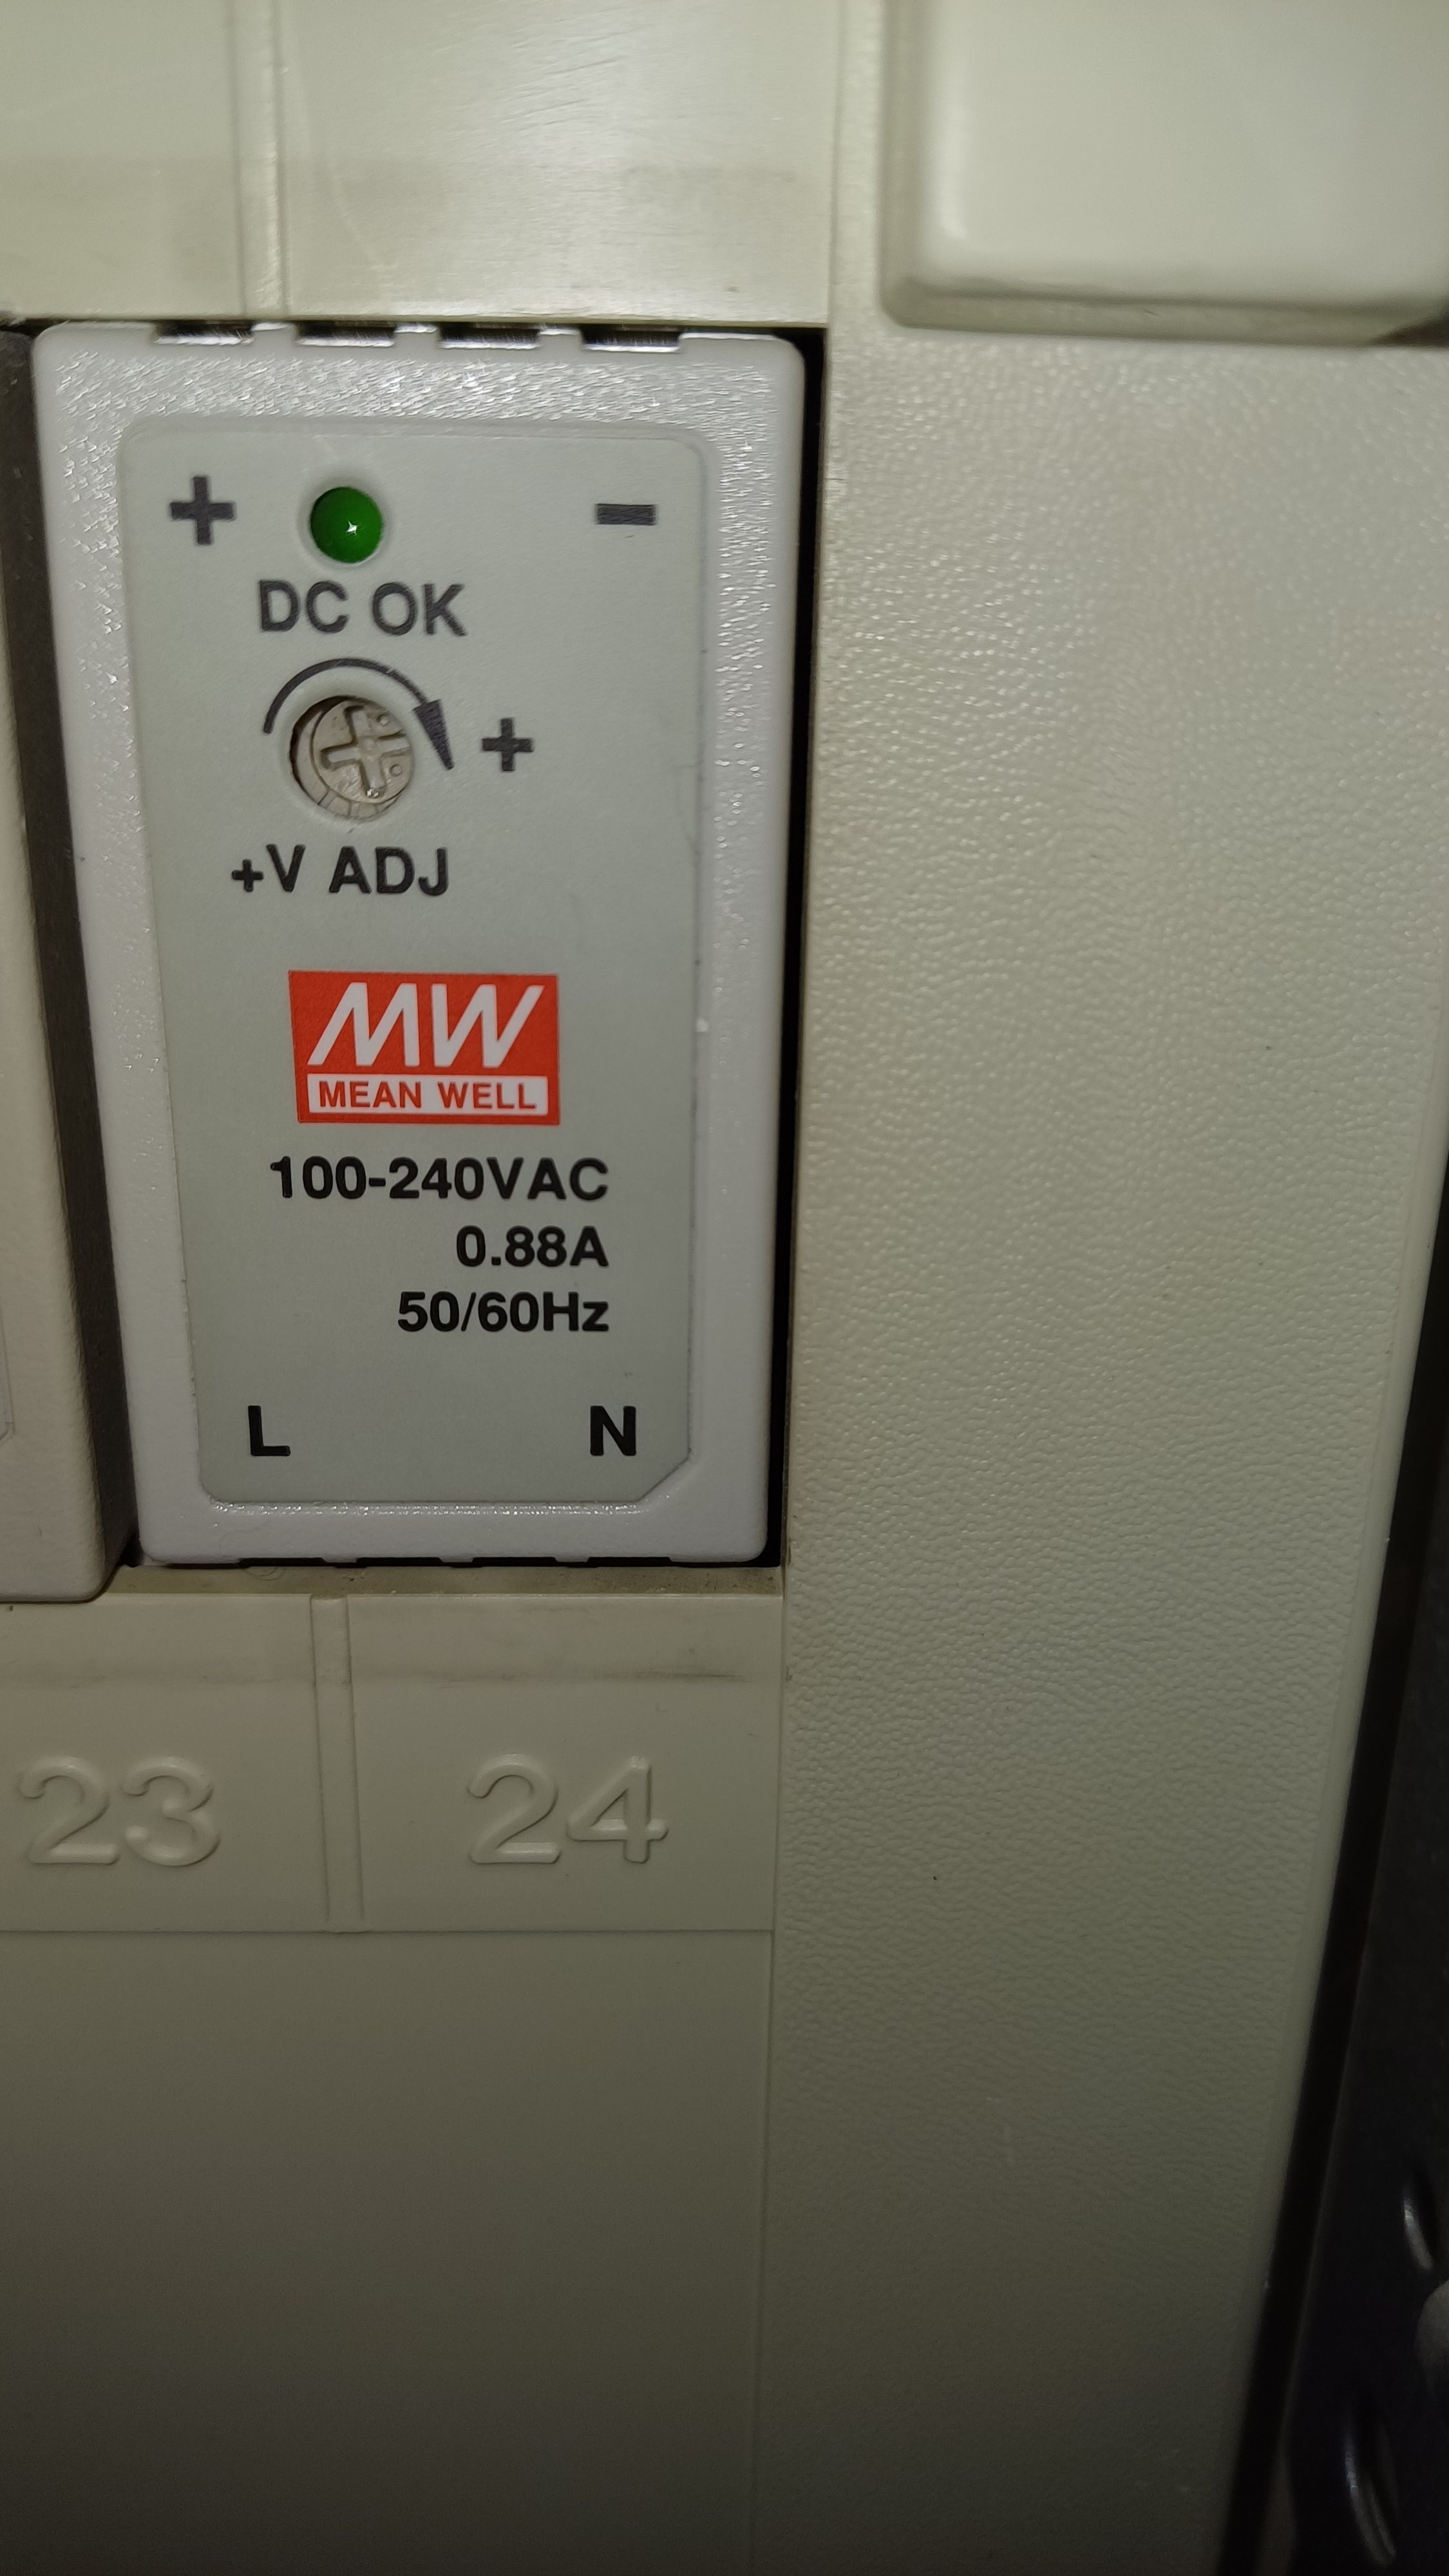 + −
DC OK
+
+V ADJ
MW
MEAN WELL
100-240VAC
0.88A
50/60Hz
L N
23 24